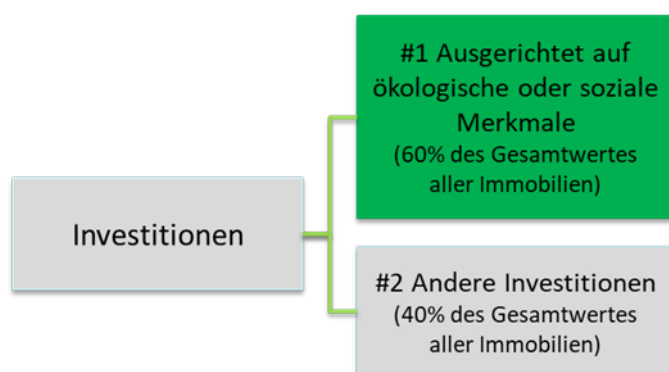 #1 Ausgerichtet auf
ökologische oder soziale
Merkmale
(60% des Gesamtwertes
aller Immobilien)
Investitionen
#2 Andere Investitionen
(40% des Gesamtwertes
aller Immobilien)